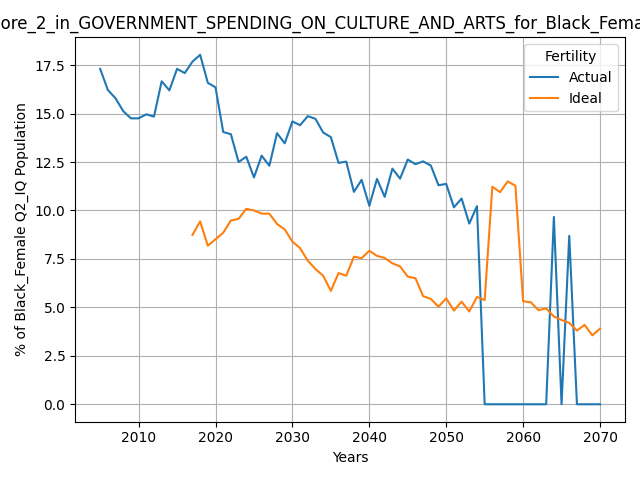 ore_2_in_GOVERNMENT_SPENDING_ON_CULTURE_AND_ARTS_for_Black_Fema
Fertility
Actual
Ideal
% of Black_Female Q2_IQ Population
17.5
15.0
12.5
10.0
7.5
5.0
2.5
0.0
2010 2020 2030 2040 2050 2060 2070
Years